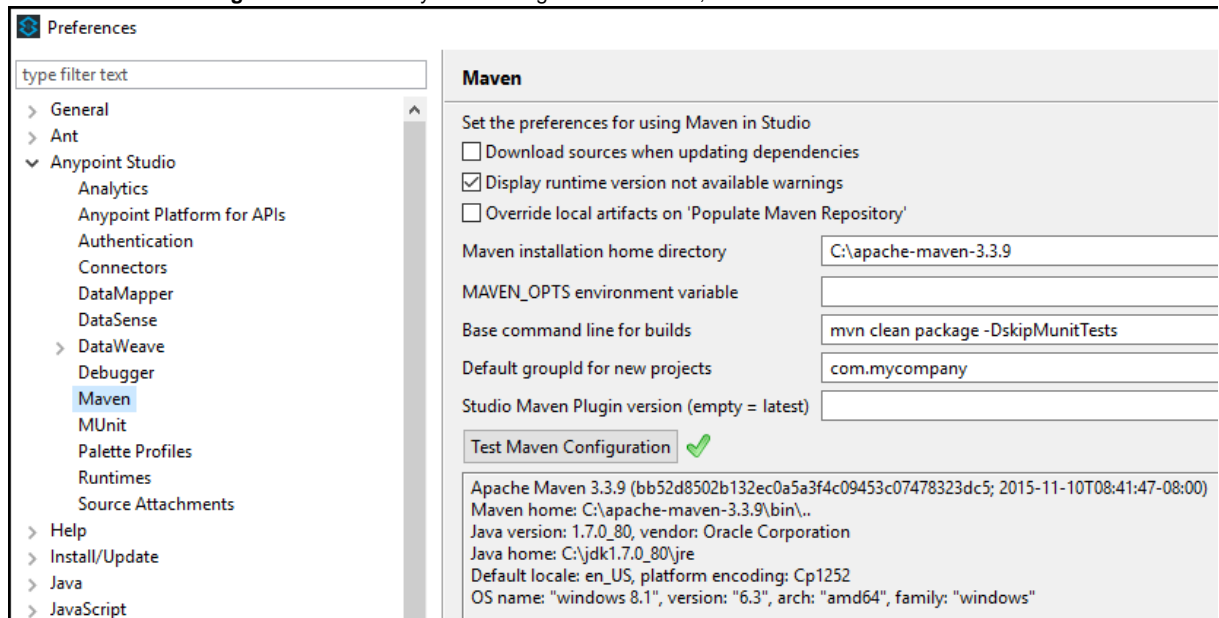 Preferences
type filter text
General
Ant
Anypoint Studio
Analytics
Anypoint Platform for APIs
Authentication
Connectors
DataMapper
DataSense
DataWeave
Debugger
Maven
MUnit
Palette Profiles
Runtimes
Source Attachments
Help
Install/Update
Java
JavaScript
Maven
Set the preferences for using Maven in Studio
Download sources when updating dependencies
Display runtime version not available warnings
Override local artifacts on 'Populate Maven Repository'
Maven installation home directory C:\apache-maven-3.3.9
MAVEN_OPTS environment variable
Base command line for builds mvn clean package -DskipMunitTests
Default groupId for new projects com.mycompany
Studio Maven Plugin version (empty = latest)
Test Maven Configuration
Apache Maven 3.3.9 (bb52d8502b132ec0a5a3f4c09453c07478323dc5; 2015-11-10T08:41:47-08:00)
Maven home: C:\apache-maven-3.3.9\bin\..
Java version: 1.7.0_80, vendor: Oracle Corporation
Java home: C:\jdk1.7.0_80\jre
Default locale: en_US, platform encoding: Cp1252
OS name: "windows 8.1", version: "6.3", arch: "amd64", family: "windows"